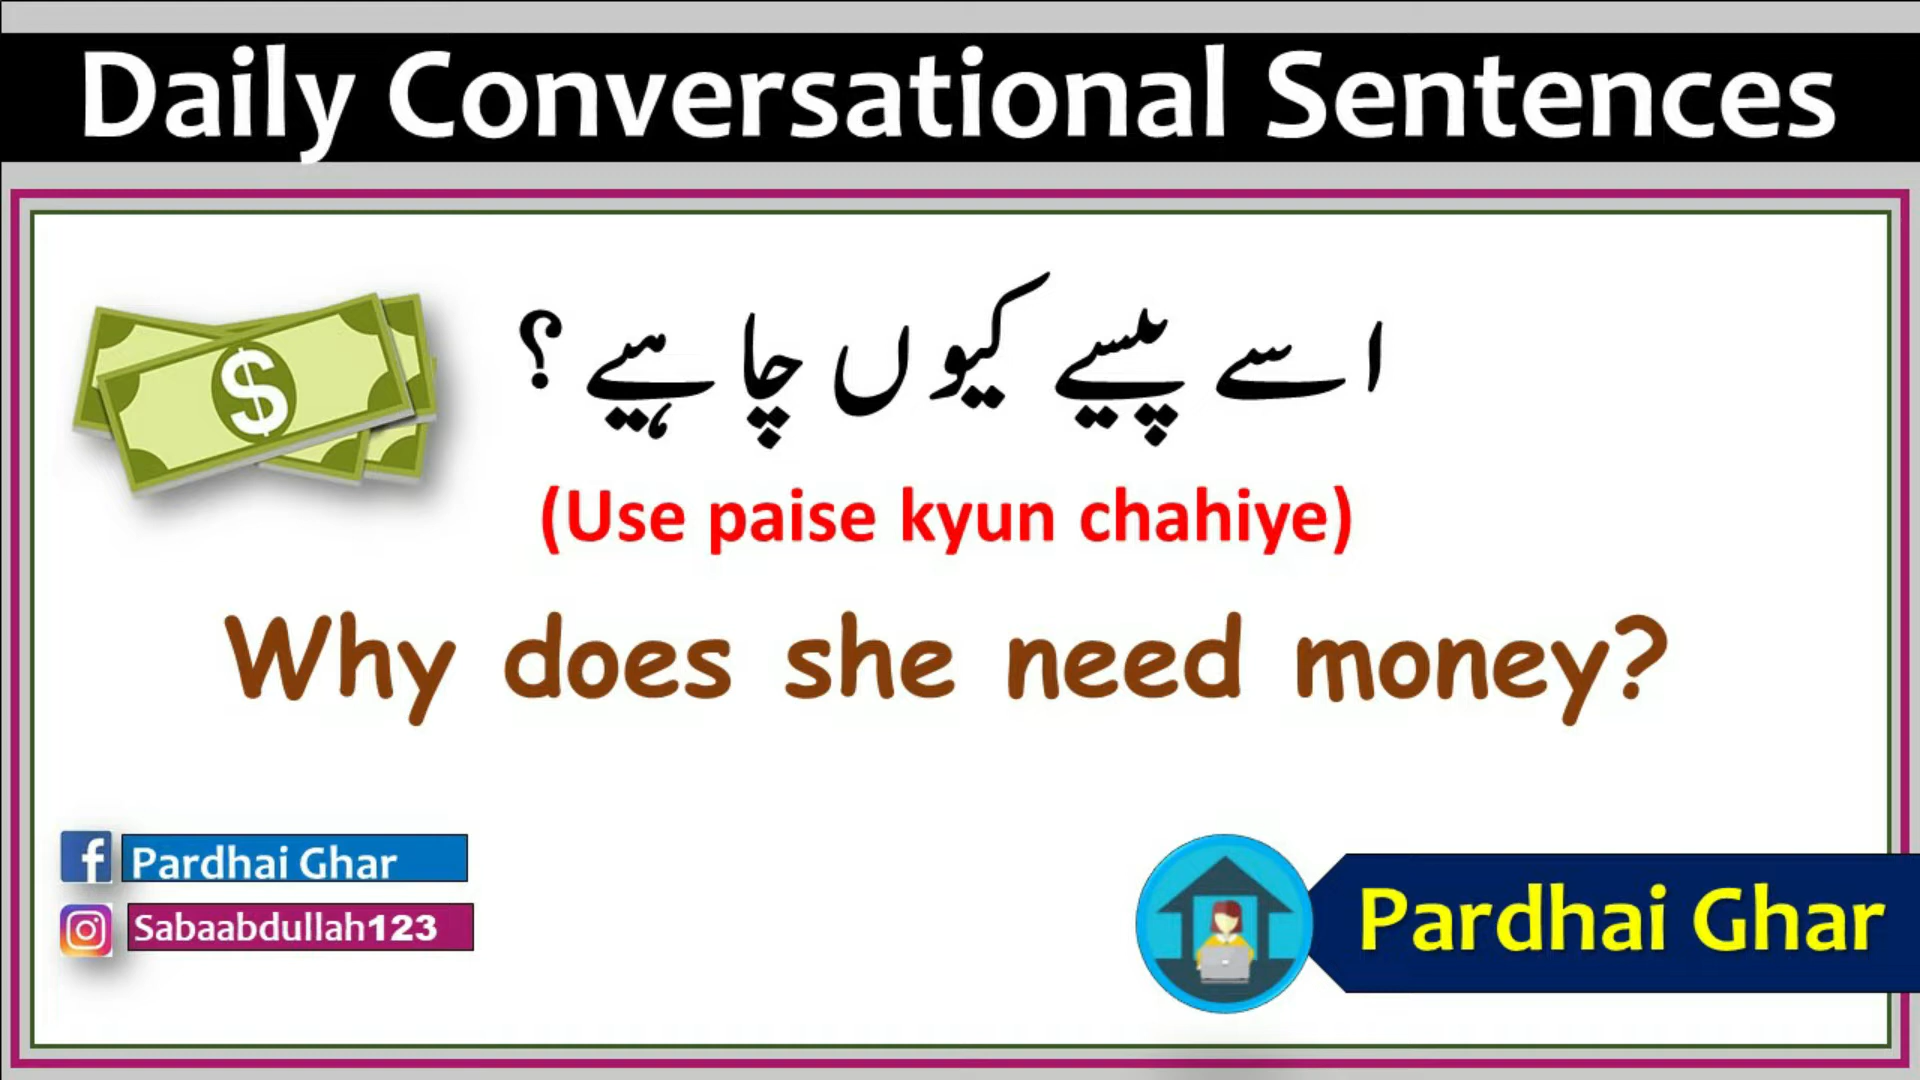 Daily Conversational Sentences
اسے پیسے کیوں چاہیے؟
(Use paise kyun chahiye)
Why does she need money?
Pardhai Ghar
Sabaabdullah123
Pardhai Ghar